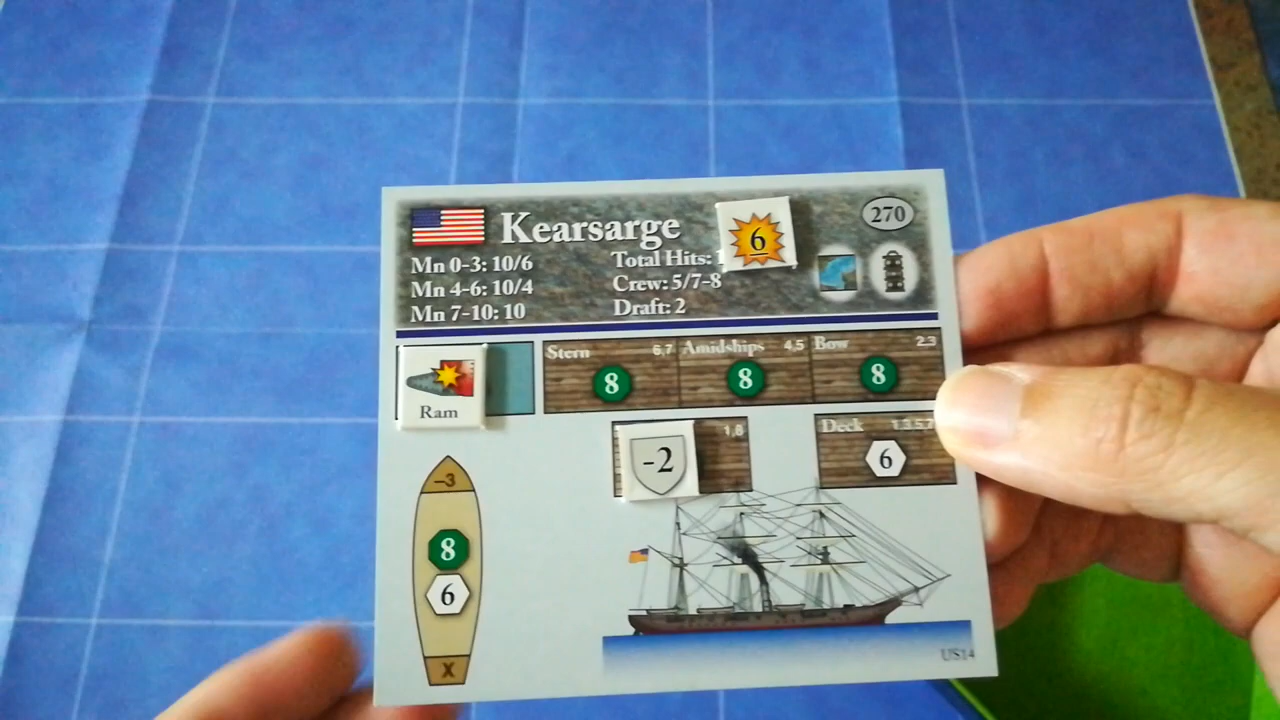 Kearsarge
6
270
Mn 0-3: 10/6
Mn 4-6: 10/4
Mn 7-10: 10
Total Hits:
Crew: 5/7-8
Draft: 2
Ram
Stern 6,7
8
Amidships 4,5
8
Bow 2,3
8
-2
1,8
Deck 1,3,5,7
6
-3
8
6
X
US14